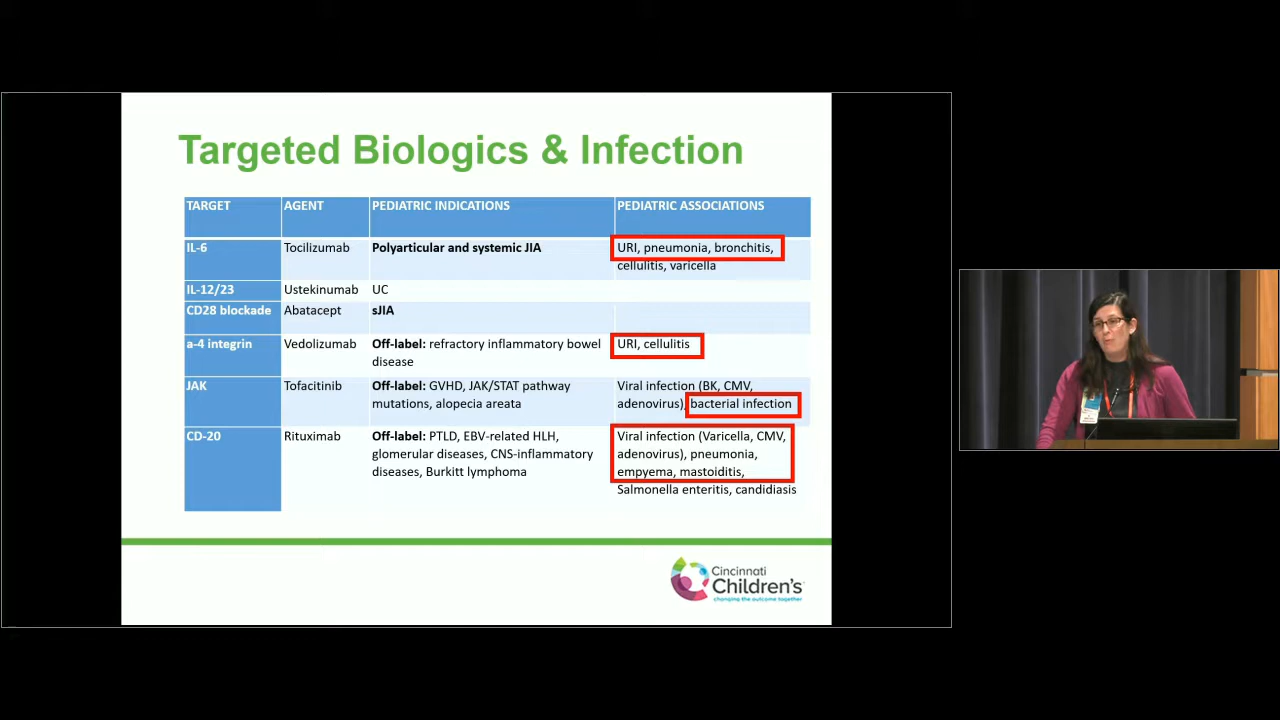 Targeted Biologics & Infection
TARGET AGENT PEDIATRIC INDICATIONS PEDIATRIC ASSOCIATIONS
IL-6 Tocilizumab Polyarticular and systemic JIA URI, pneumonia, bronchitis,
cellulitis, varicella
IL-12/23 Ustekinumab UC
CD28 blockade Abatacept sJIA
a-4 integrin Vedolizumab Off-label: refractory inflammatory bowel URI, cellulitis
disease
JAK Tofacitinib Off-label: GVHD, JAK/STAT pathway Viral infection (BK, CMV,
mutations, alopecia areata adenovirus), bacterial infection
CD-20 Rituximab Off-label: PTLD, EBV-related HLH, Viral infection (Varicella, CMV,
glomerular diseases, CNS-inflammatory adenovirus), pneumonia,
diseases, Burkitt lymphoma empyema, mastoiditis,
Salmonella enteritis, candidiasis
Cincinnati
Children's
changing the outcome together